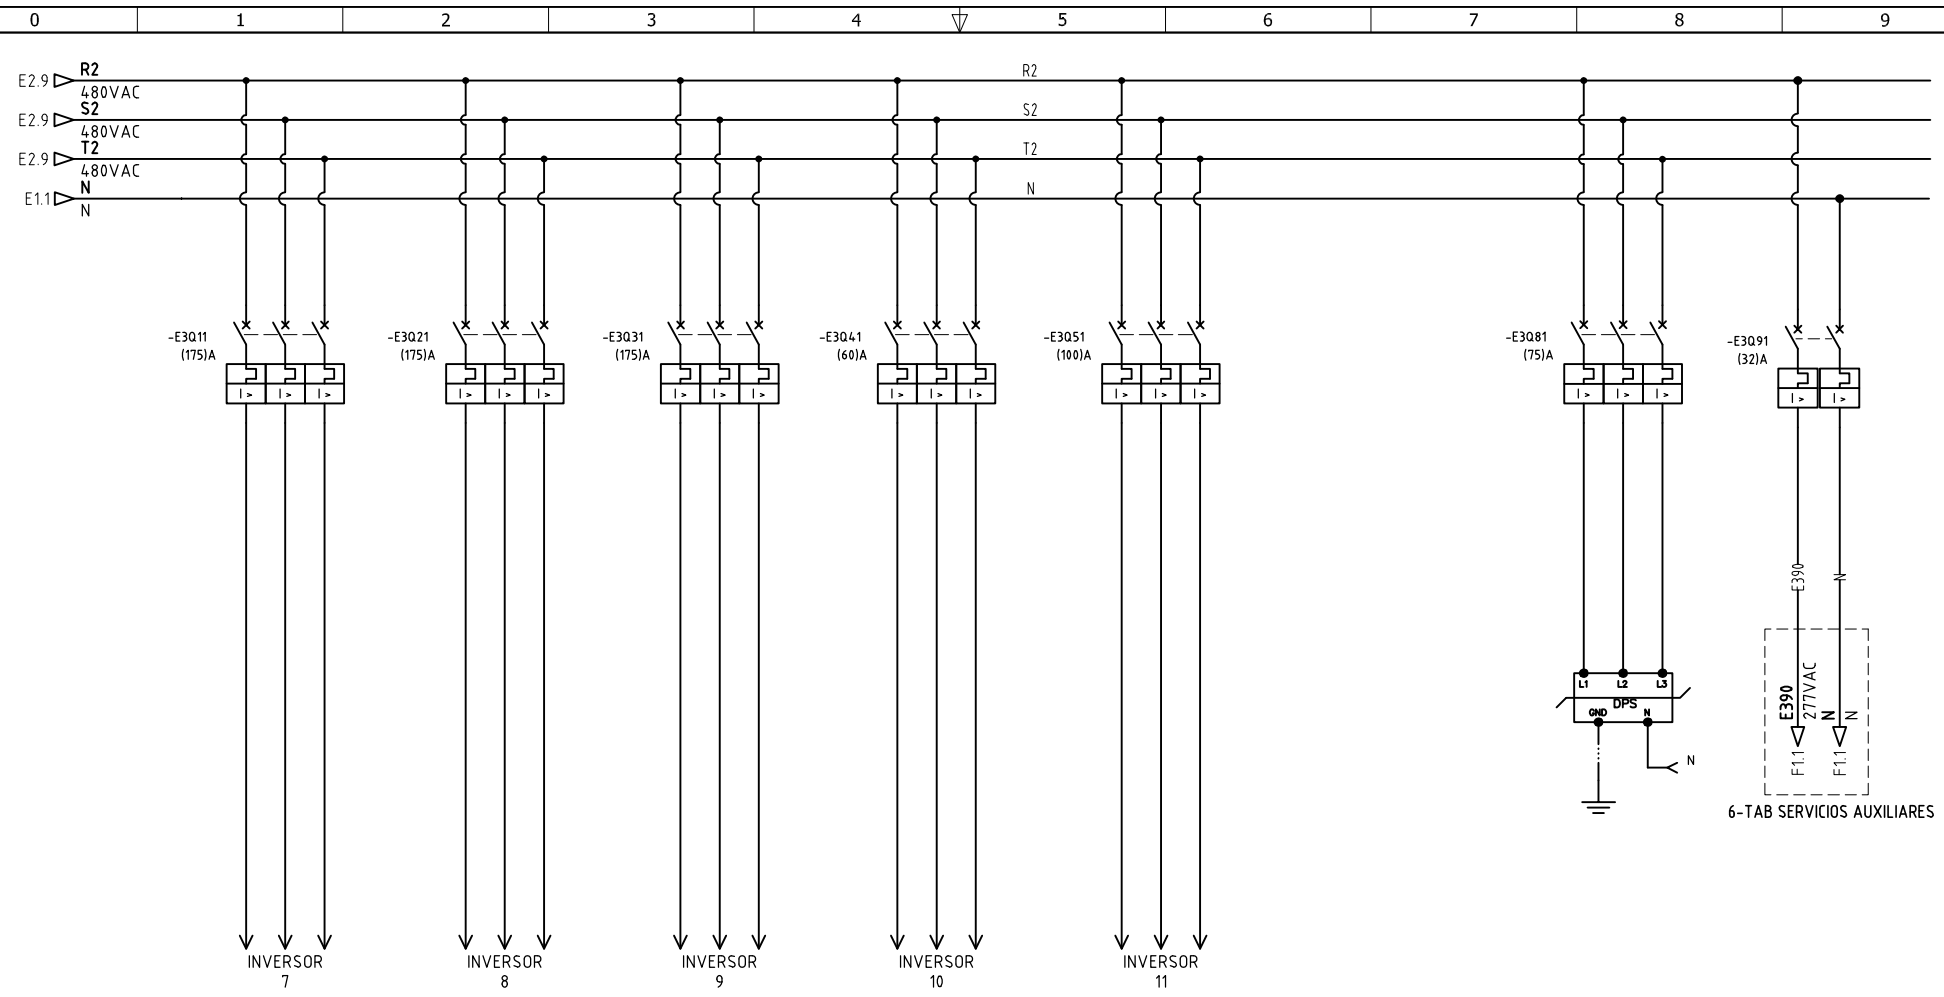 0 1 2 3 4 5 6 7 8 9
R2
E2.9
480VAC
R2
S2
E2.9
480VAC
S2
T2
E2.9
480VAC
T2
N
E1.1
N
N
-E3Q11
(175)A
-E3Q21
(175)A
-E3Q31
(175)A
-E3Q41
(60)A
-E3Q51
(100)A
-E3Q81
(75)A
-E3Q91
(32)A
I > I > I >
I > I > I >
I > I > I >
I > I > I >
I > I > I >
I > I > I >
I > I >
E390
N
L1 L2 L3
DPS
GND N
N
E390
277VAC
N
N
F1.1
F1.1
6-TAB SERVICIOS AUXILIARES
INVERSOR
7
INVERSOR
8
INVERSOR
9
INVERSOR
10
INVERSOR
11